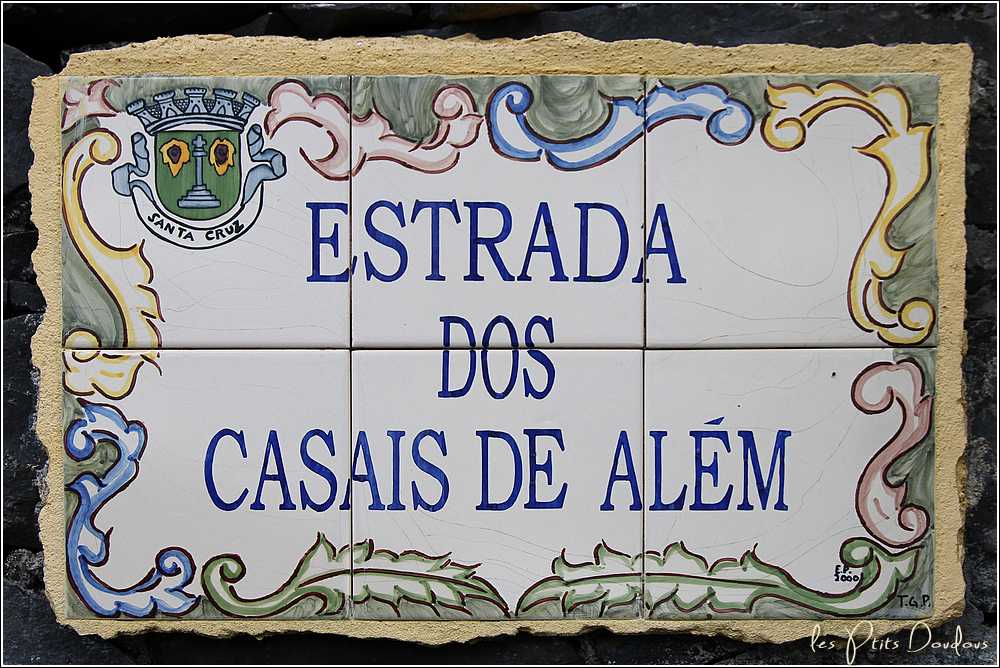 SANTA CRUZ
ESTRADA
DOS
CASAIS DE ALÉM
E.P.
2000
T.G.P.
les P'tits Doudous